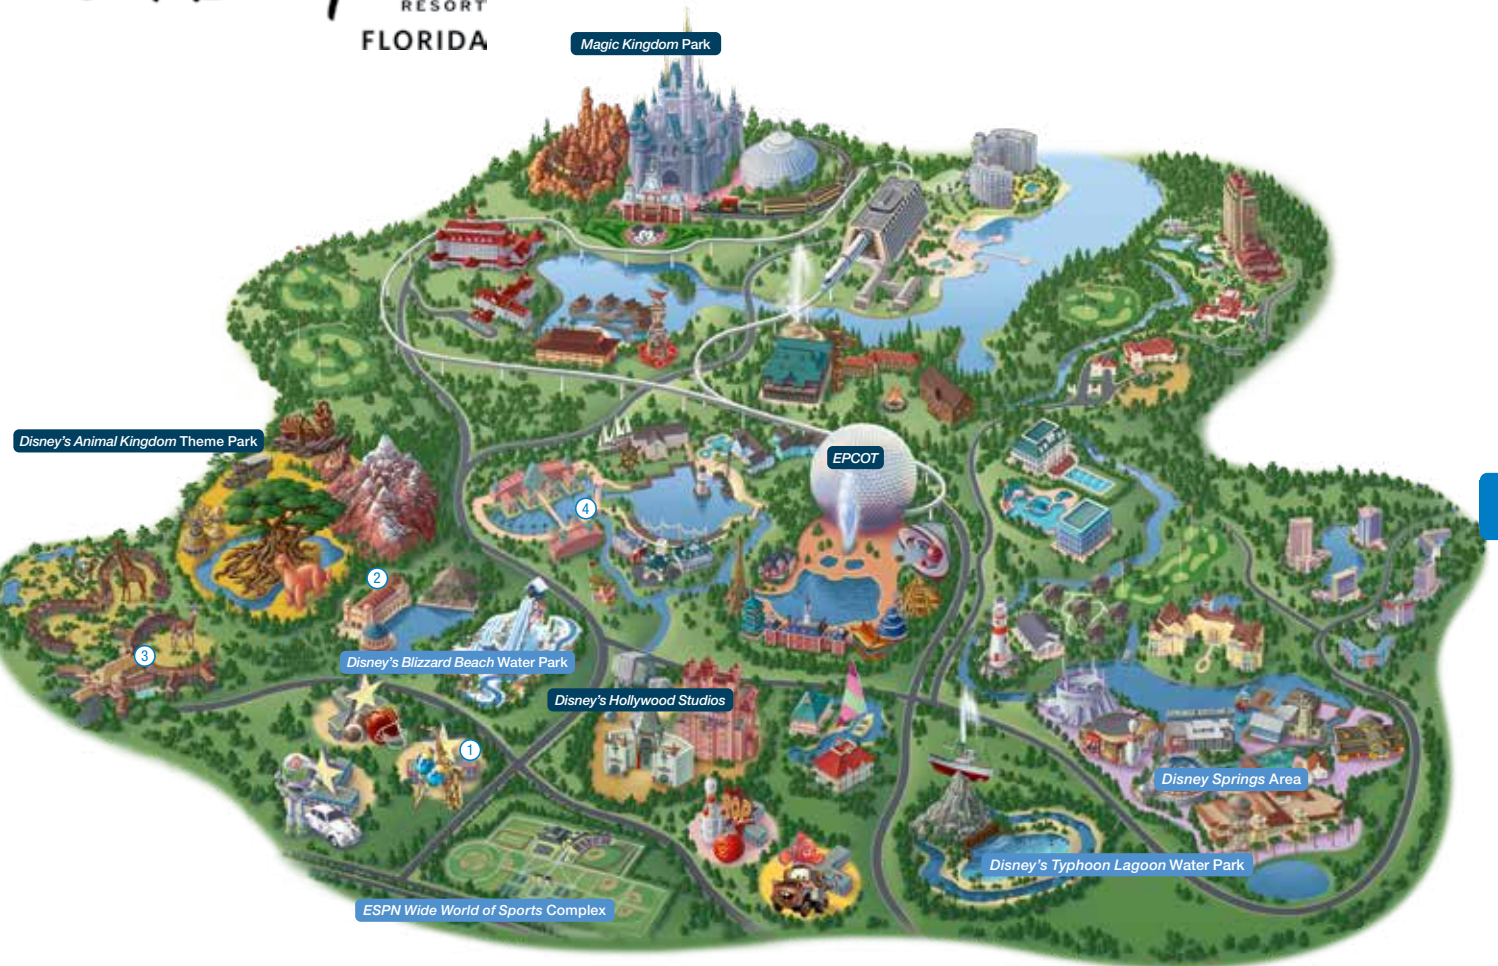 RESORT
FLORIDA
Magic Kingdom Park
Disney's Animal Kingdom Theme Park
EPCOT
4
2
3
Disney's Blizzard Beach Water Park
Disney's Hollywood Studios
1
Disney Springs Area
Disney's Typhoon Lagoon Water Park
ESPN Wide World of Sports Complex